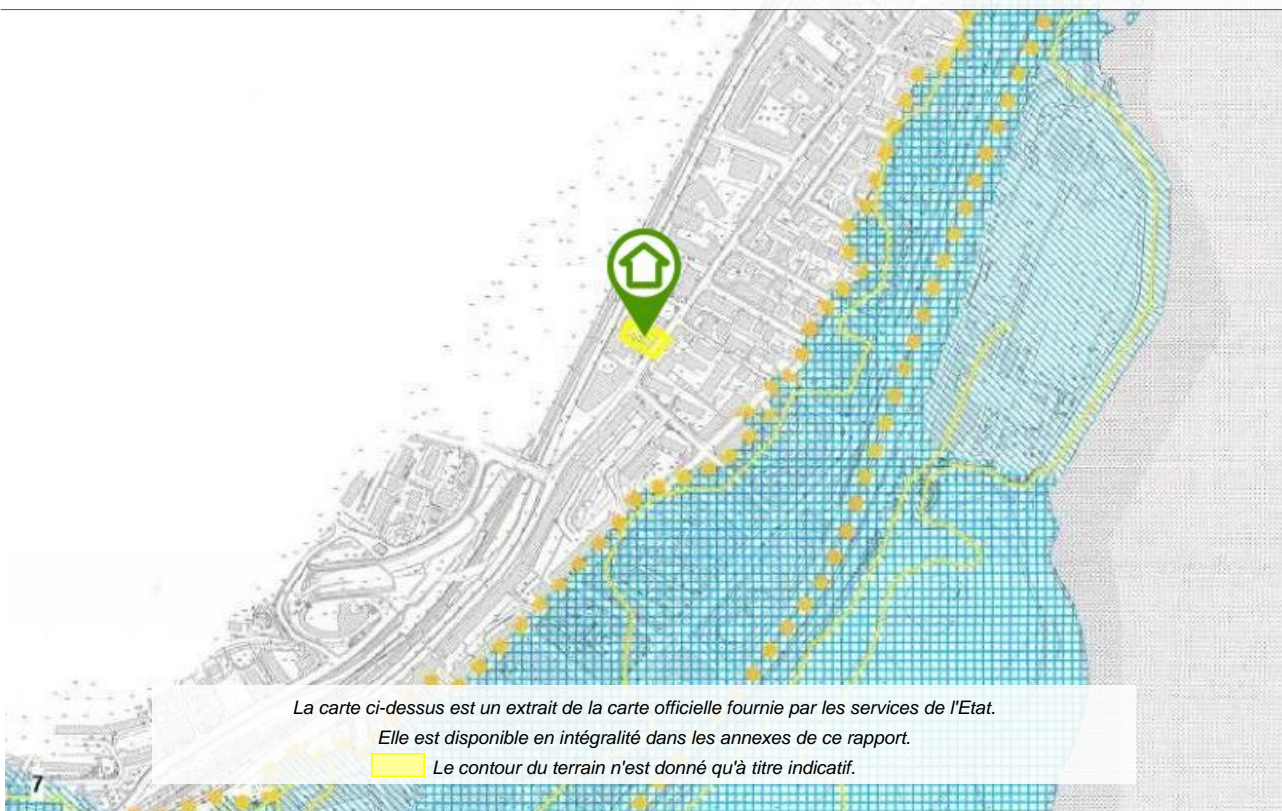 La carte ci-dessus est un extrait de la carte officielle fournie par les services de l'Etat.
Elle est disponible en intégralité dans les annexes de ce rapport.
Le contour du terrain n'est donné qu'à titre indicatif.
7